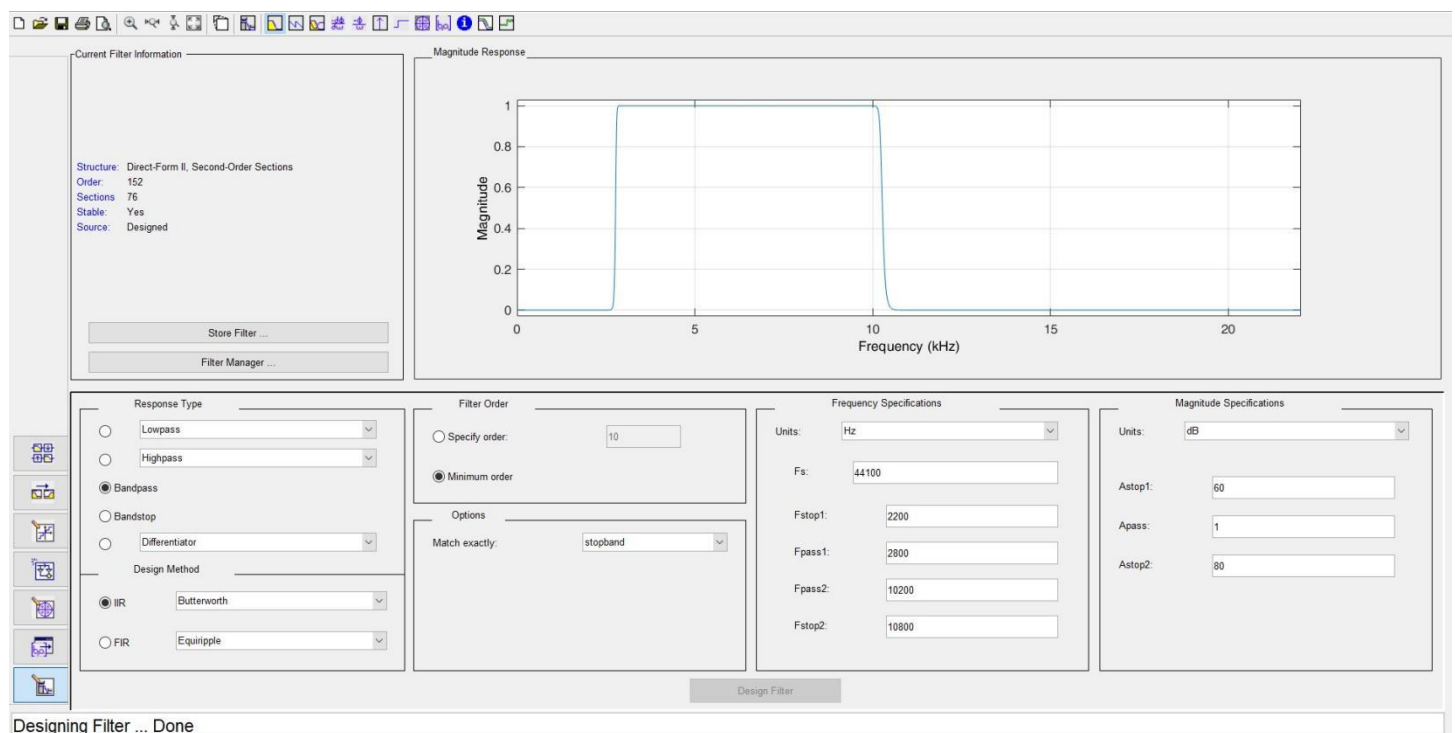 Current Filter Information
Structure: Direct-Form II, Second-Order Sections
Order: 152
Sections 76
Stable: Yes
Source: Designed
Store Filter ...
Filter Manager ...
Magnitude Response
1
0.8
0.6
0.4
0.2
0
Magnitude
0 5 10 15 20
Frequency (kHz)
Response Type
Lowpass
Highpass
Bandpass
Bandstop
Differentiator
Design Method
IIR Butterworth
FIR Equiripple
Filter Order
Specify order: 10
Minimum order
Options
Match exactly: stopband
Frequency Specifications
Units: Hz
Fs: 44100
Fstop1: 2200
Fpass1: 2800
Fpass2: 10200
Fstop2: 10800
Magnitude Specifications
Units: dB
Astop1: 60
Apass: 1
Astop2: 80
Design Filter
Designing Filter ... Done